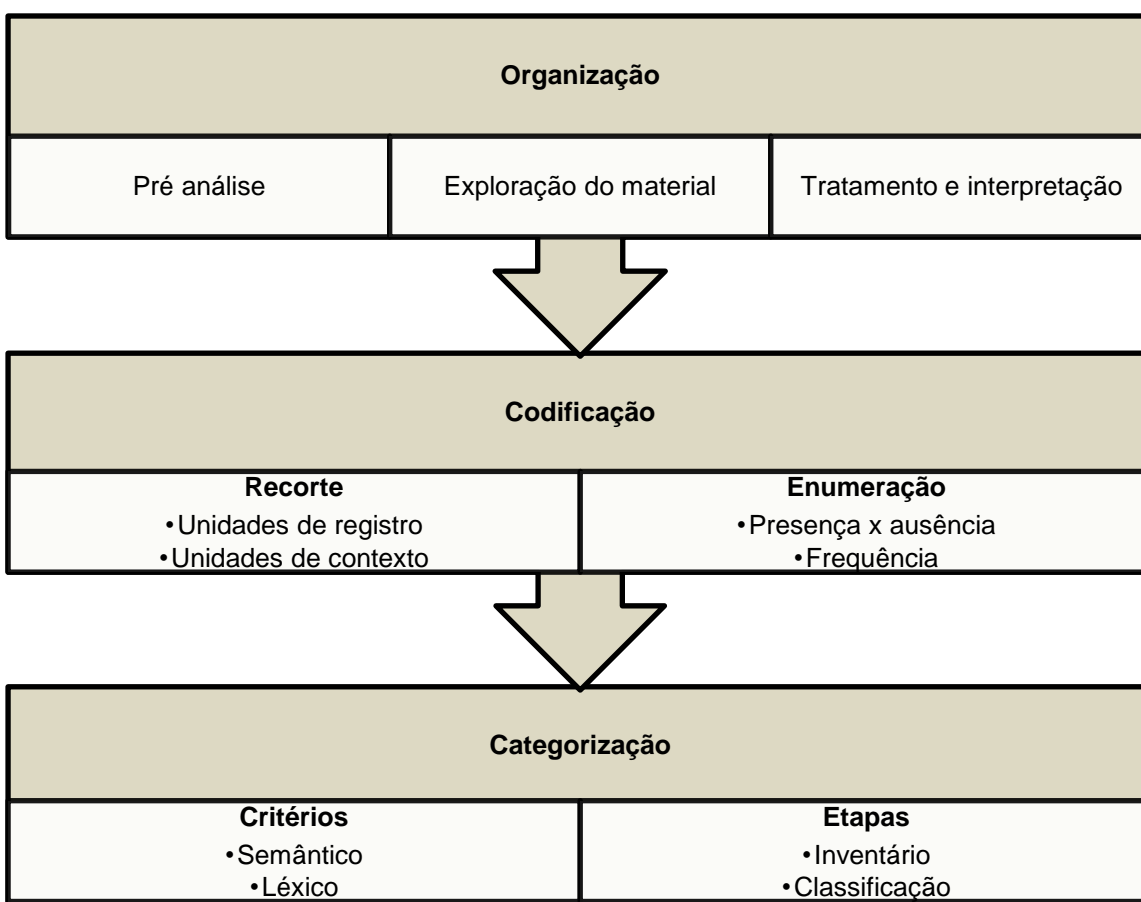 Organização
Pré análise
Exploração do material
Tratamento e interpretação
Codificação
Recorte
•Unidades de registro
•Unidades de contexto
Enumeração
•Presença x ausência
•Frequência
Categorização
Critérios
•Semântico
•Léxico
Etapas
•Inventário
•Classificação